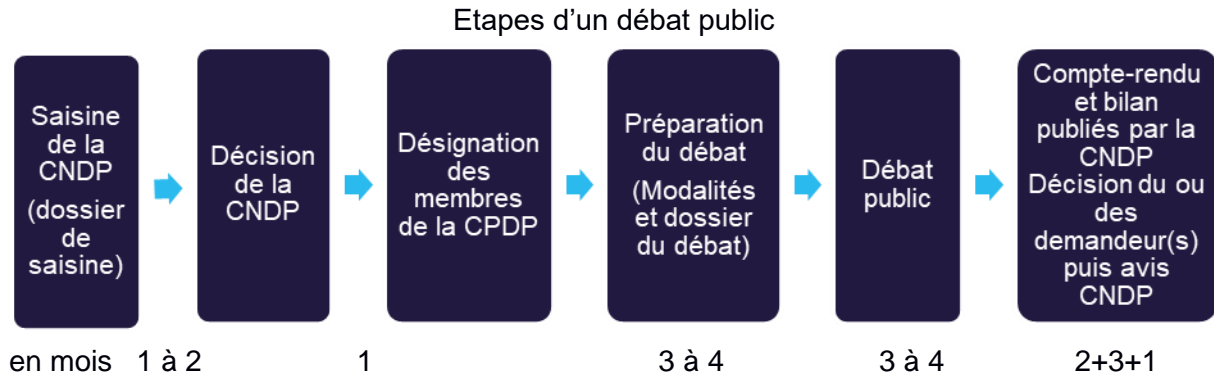 Etapes d'un débat public
Saisine
de la
CNDP
(dossier
de
saisine)
Décision
de la
CNDP
Désignation
des
membres
de la CPDP
Préparation
du débat
(Modalités
et dossier
du débat)
Débat
public
Compte-rendu
et bilan
publiés par la
CNDP
Décision du ou
des
demandeur(s)
puis avis
CNDP
en mois 1 à 2 1 3 à 4 3 à 4 2+3+1